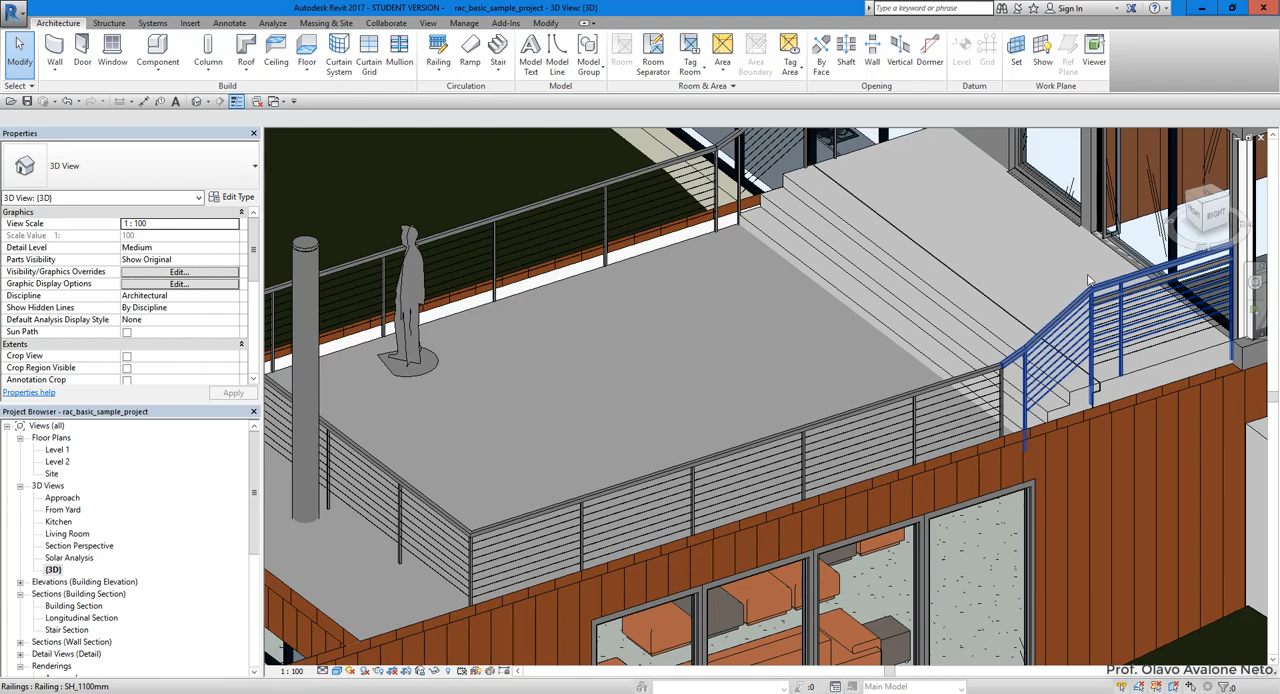 Autodesk Revit 2017 - STUDENT VERSION - rac_basic_sample_project - 3D View: {3D}
Type a keyword or phrase
Sign In
Architecture Structure Systems Insert Annotate Analyze Massing & Site Collaborate View Manage Add-Ins Modify
Modify Wall Door Window Component Column Roof Ceiling Floor Curtain System Curtain Grid Mullion Railing Ramp Stair Model Text Model Line Model Group Room Room Separator Tag Room Area Area Boundary Tag Area By Face Shaft Wall Vertical Dormer Level Grid Set Show Ref Plane Viewer
Select Build Circulation Model Room & Area Opening Datum Work Plane
Properties
3D View
3D View: {3D} Edit Type
Graphics
View Scale 1 : 100
Scale Value 1: 100
Detail Level Medium
Parts Visibility Show Original
Visibility/Graphics Overrides Edit...
Graphic Display Options Edit...
Discipline Architectural
Show Hidden Lines By Discipline
Default Analysis Display Style None
Sun Path
Extents
Crop View
Crop Region Visible
Annotation Crop
Properties help Apply
Project Browser - rac_basic_sample_project
Views (all)
Floor Plans
Level 1
Level 2
Site
3D Views
Approach
From Yard
Kitchen
Living Room
Section Perspective
Solar Analysis
{3D}
Elevations (Building Elevation)
Sections (Building Section)
Building Section
Longitudinal Section
Stair Section
Sections (Wall Section)
Detail Views (Detail)
Renderings
RIGHT
1 : 100
Prof. Olavo Avalone Neto.
Railings : Railing : SH_1100mm
:0
Main Model
:0